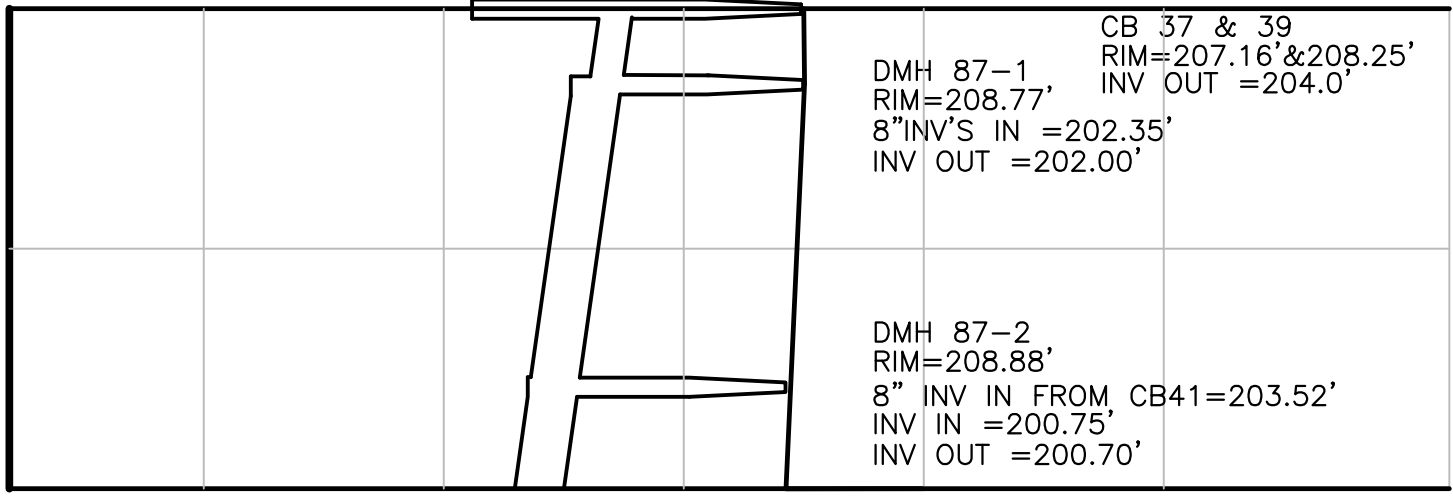 CB 37 & 39
RIM=207.16'&208.25'
INV OUT =204.0'
DMH 87-1
RIM=208.77'
8"INV'S IN =202.35'
INV OUT =202.00'
DMH 87-2
RIM=208.88'
8" INV IN FROM CB41=203.52'
INV IN =200.75'
INV OUT =200.70'